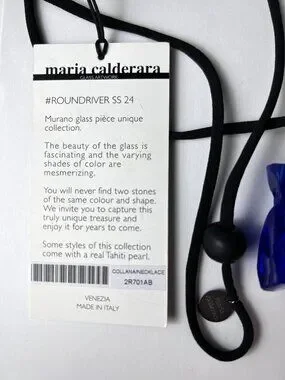 maria calderara
GLASS ARTWORK
#ROUNDRIVER SS 24
Murano glass pièce unique
collection.
The beauty of the glass is
fascinating and the varying
shades of color are
mesmerizing.
You will never find two stones
of the same colour and shape.
We invite you to capture this
truly unique treasure and
enjoy it for years to come.
Some styles of this collection
come with a real Tahiti pearl.
COLLANA/NECKLACE
2R701AB
VENEZIA
MADE IN ITALY